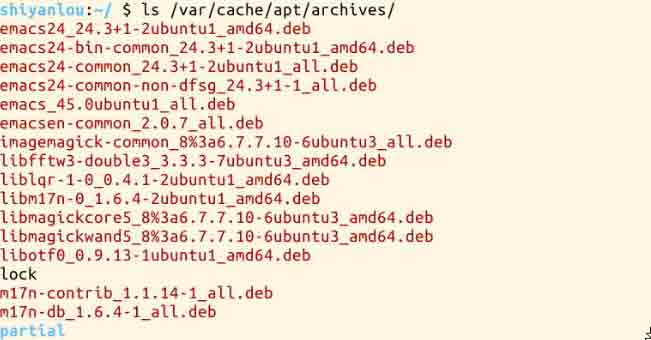 shiyanlou:~/ $ ls /var/cache/apt/archives/
emacs24_24.3+1-2ubuntu1_amd64.deb
emacs24-bin-common_24.3+1-2ubuntu1_amd64.deb
emacs24-common_24.3+1-2ubuntu1_all.deb
emacs24-common-non-dfsg_24.3+1-1_all.deb
emacs_45.0ubuntu1_all.deb
emacsen-common_2.0.7_all.deb
imagemagick-common_8%3a6.7.7.10-6ubuntu3_all.deb
libfftw3-double3_3.3.3-7ubuntu3_amd64.deb
liblqr-1-0_0.4.1-2ubuntu1_amd64.deb
libm17n-0_1.6.4-2ubuntu1_amd64.deb
libmagickcore5_8%3a6.7.7.10-6ubuntu3_amd64.deb
libmagickwand5_8%3a6.7.7.10-6ubuntu3_amd64.deb
libotf0_0.9.13-1ubuntu1_amd64.deb
lock
m17n-contrib_1.1.14-1_all.deb
m17n-db_1.6.4-1_all.deb
partial